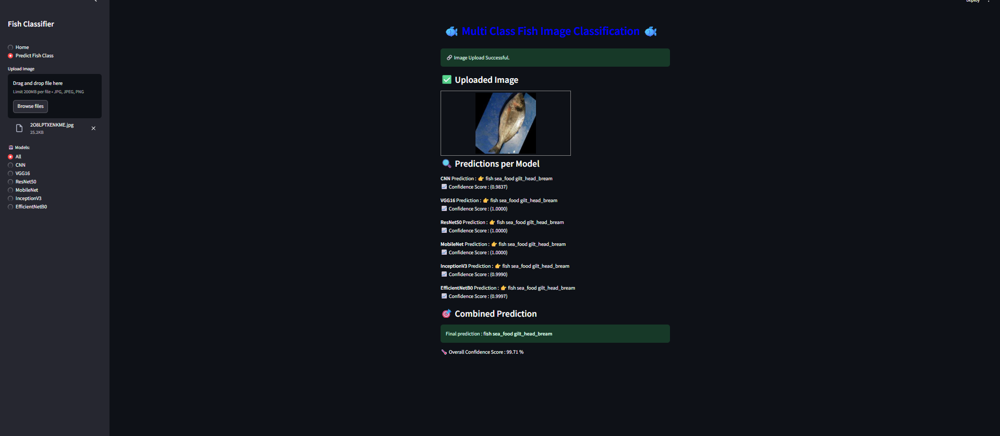 Deploy
Fish Classifier
Home
Predict Fish Class
Upload Image
Drag and drop file here
Limit 200MB per file • JPG, JPEG, PNG
Browse files
2O8LPTXENKME.jpg
25.2KB
Models:
All
CNN
VGG16
ResNet50
MobileNet
InceptionV3
EfficientNetB0
Multi Class Fish Image Classification
Image Upload Successful.
Uploaded Image
Predictions per Model
CNN Prediction : 👉 fish sea_food gilt_head_bream
Confidence Score : (0.9837)
VGG16 Prediction : 👉 fish sea_food gilt_head_bream
Confidence Score : (1.0000)
ResNet50 Prediction : 👉 fish sea_food gilt_head_bream
Confidence Score : (1.0000)
MobileNet Prediction : 👉 fish sea_food gilt_head_bream
Confidence Score : (1.0000)
InceptionV3 Prediction : 👉 fish sea_food gilt_head_bream
Confidence Score : (0.9990)
EfficientNetB0 Prediction : 👉 fish sea_food gilt_head_bream
Confidence Score : (0.9997)
Combined Prediction
Final prediction : fish sea_food gilt_head_bream
Overall Confidence Score : 99.71 %